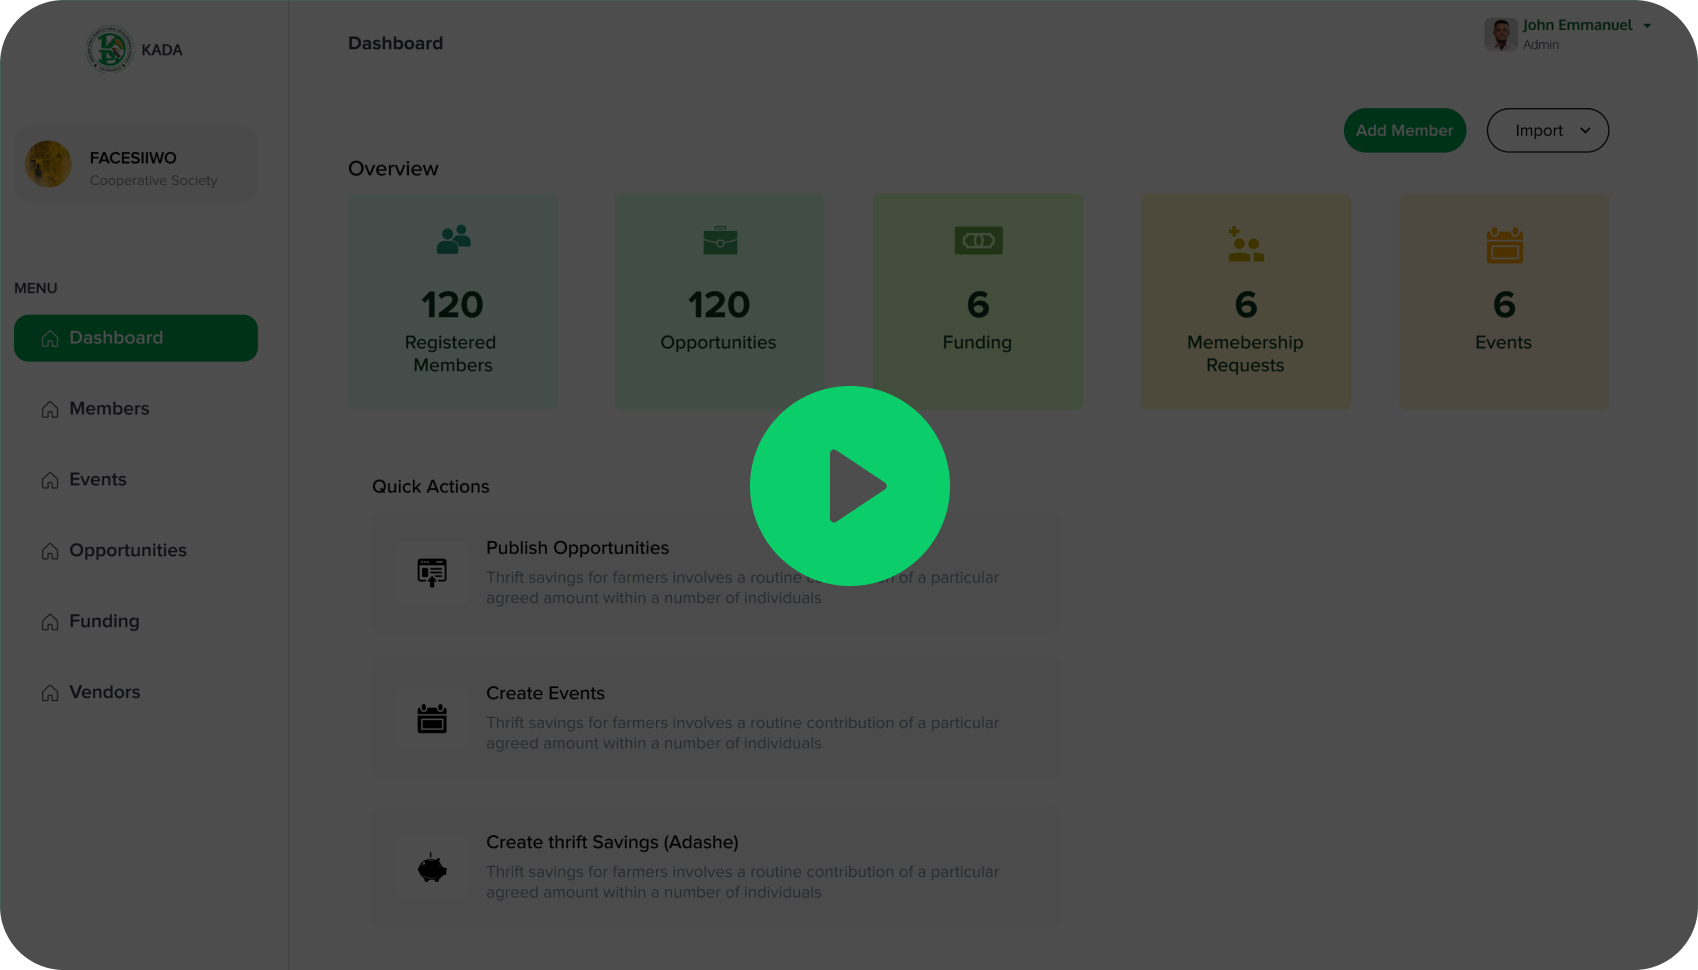 KADA
Dashboard
John Emmanuel
Admin
FACESIIWO
Cooperative Society
Add Member
Import
Overview
120
Registered
Members
120
Opportunities
6
Funding
6
Memebership
Requests
6
Events
MENU
Dashboard
Members
Events
Opportunities
Funding
Vendors
Quick Actions
Publish Opportunities
Thrift savings for farmers involves a routine of a particular
agreed amount within a number of individuals
Create Events
Thrift savings for farmers involves a routine contribution of a particular
agreed amount within a number of individuals
Create thrift Savings (Adashe)
Thrift savings for farmers involves a routine contribution of a particular
agreed amount within a number of individuals